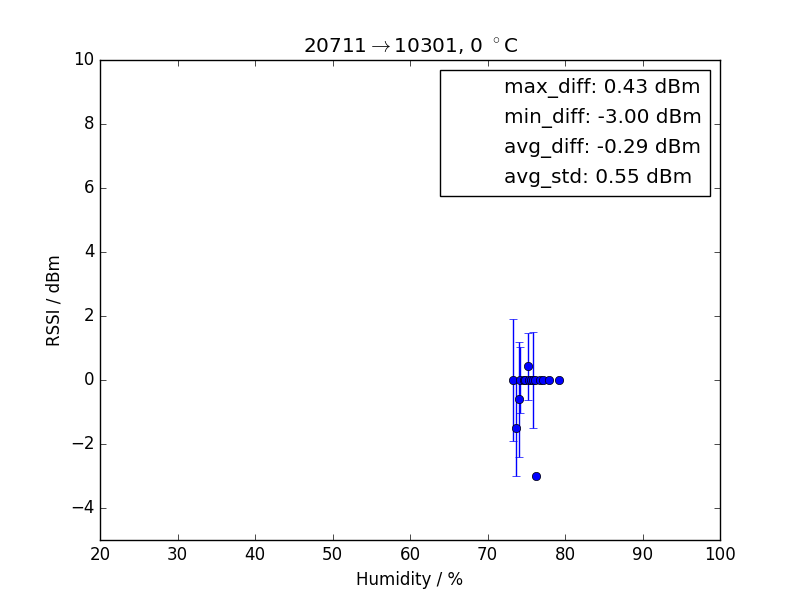 20711→10301, 0 °C
max_diff: 0.43 dBm
min_diff: -3.00 dBm
avg_diff: -0.29 dBm
avg_std: 0.55 dBm
10
8
6
4
2
0
−2
−4
RSSI / dBm
20 30 40 50 60 70 80 90 100
Humidity / %